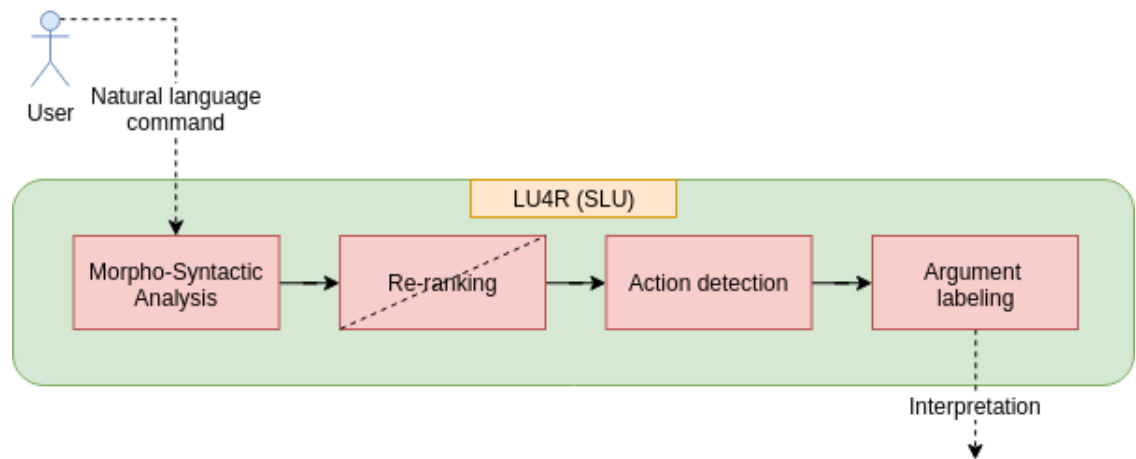 User
Natural language
command
LU4R (SLU)
Morpho-Syntactic
Analysis
Re-ranking
Action detection
Argument
labeling
Interpretation